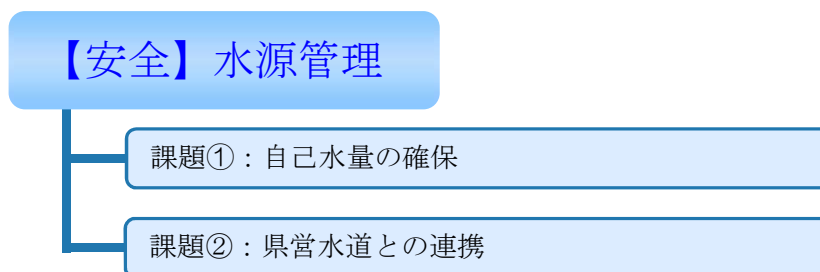 【安全】水源管理
課題①：自己水量の確保
課題②：県営水道との連携